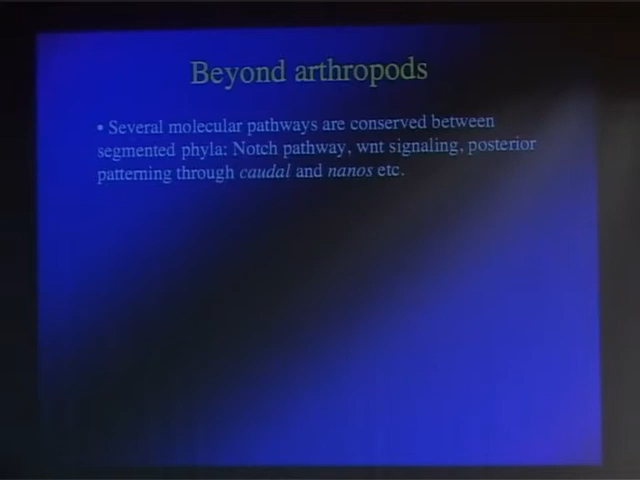 Beyond arthropods
• Several molecular pathways are conserved between
segmented phyla: Notch pathway, wnt signaling, posterior
patterning through caudal and nanos etc.